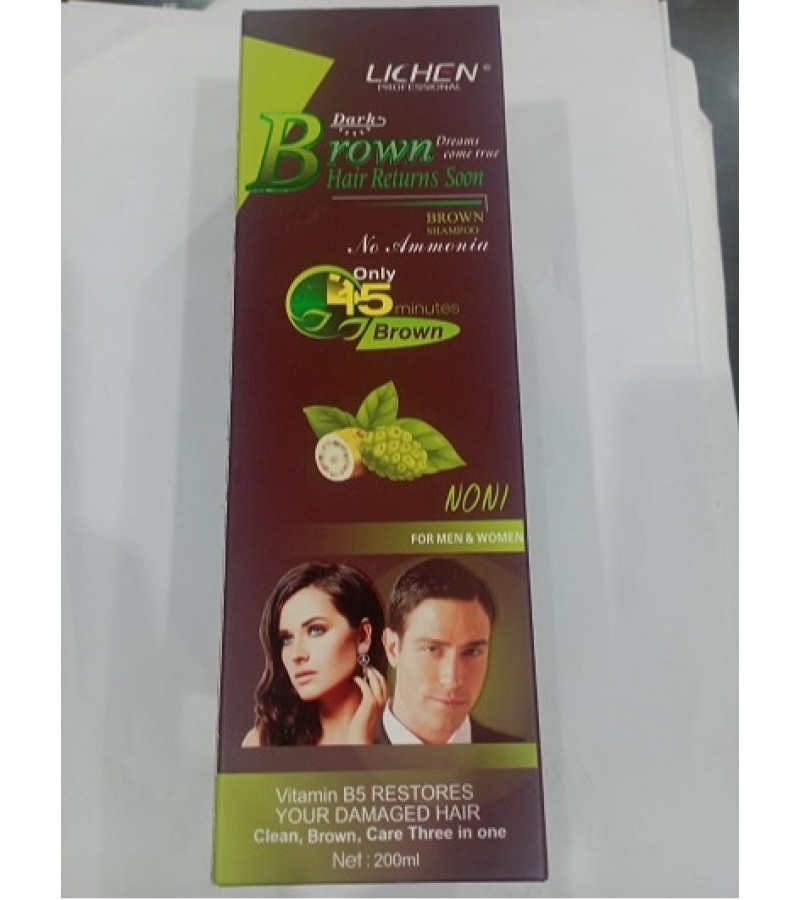 LICHEN®
PROFESSIONAL
Dark
Brown
Dreams
come true
Hair Returns Soon
BROWN
SHAMPOO
No Ammonia
Only
15 minutes
Brown
NONI
FOR MEN & WOMEN
Vitamin B5 RESTORES
YOUR DAMAGED HAIR
Clean, Brown, Care Three in one
Net: 200ml